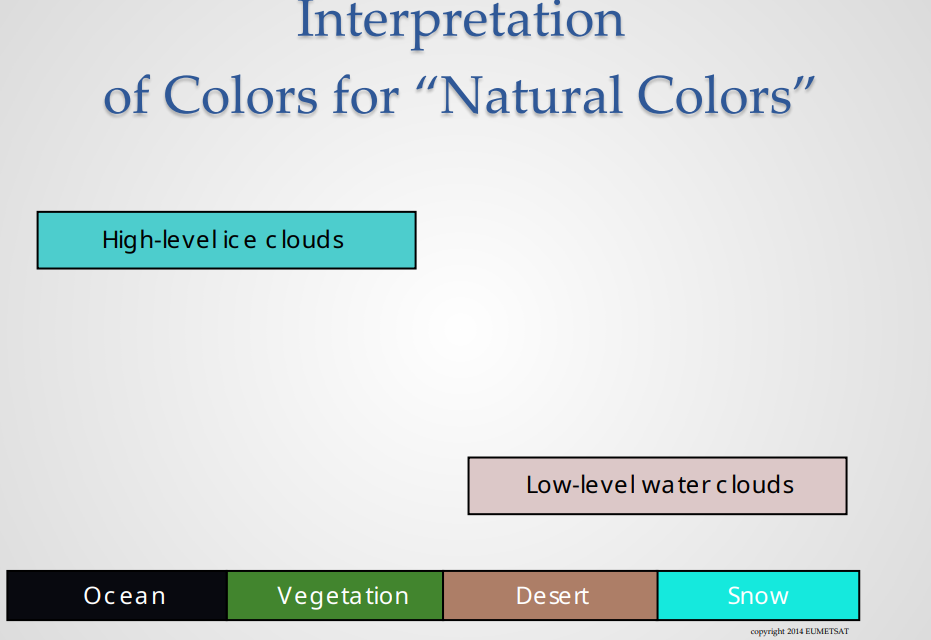 Interpretation
of Colors for “Natural Colors”
High-level ice clouds
Low-level water clouds
Ocean
Vegetation
Desert
Snow
copyright 2014 EUMETSAT